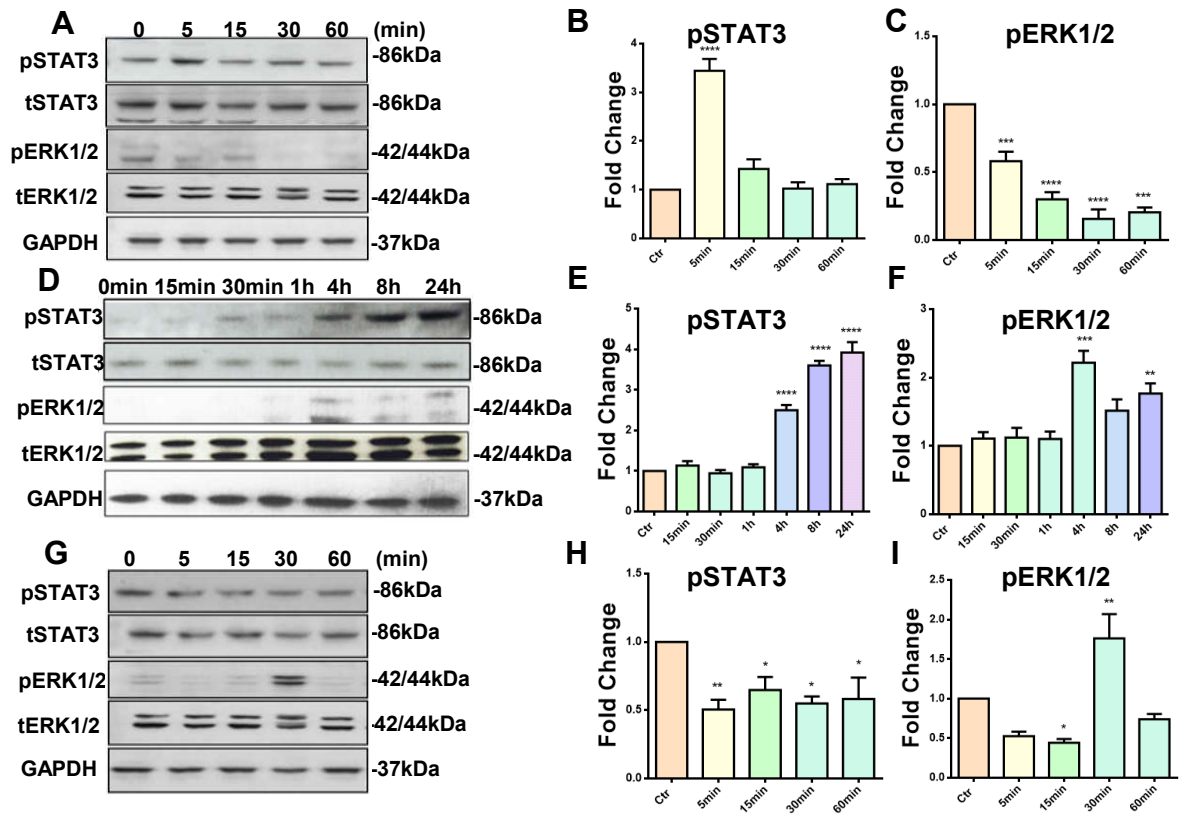 A
0 5 15 30 60 (min)
pSTAT3 -86kDa
tSTAT3 -86kDa
pERK1/2 -42/44kDa
tERK1/2 -42/44kDa
GAPDH -37kDa
B
pSTAT3
Fold Change
4
3
2
1
0
****
Ctr 5min 15min 30min 60min
C
pERK1/2
Fold Change
1.5
1.0
0.5
0.0
*** **** **** ***
Ctr 5min 15min 30min 60min
D
0min 15min 30min 1h 4h 8h 24h
pSTAT3 -86kDa
tSTAT3 -86kDa
pERK1/2 -42/44kDa
tERK1/2 -42/44kDa
GAPDH -37kDa
E
pSTAT3
Fold Change
5
4
3
2
1
0
**** **** ****
Ctr 15min 30min 1h 4h 8h 24h
F
pERK1/2
Fold Change
3
2
1
0
*** **
Ctr 15min 30min 1h 4h 8h 24h
G
0 5 15 30 60 (min)
pSTAT3 -86kDa
tSTAT3 -86kDa
pERK1/2 -42/44kDa
tERK1/2 -42/44kDa
GAPDH -37kDa
H
pSTAT3
Fold Change
1.5
1.0
0.5
0.0
** * * *
Ctr 5min 15min 30min 60min
I
pERK1/2
Fold Change
2.5
2.0
1.5
1.0
0.5
0.0
* **
Ctr 5min 15min 30min 60min